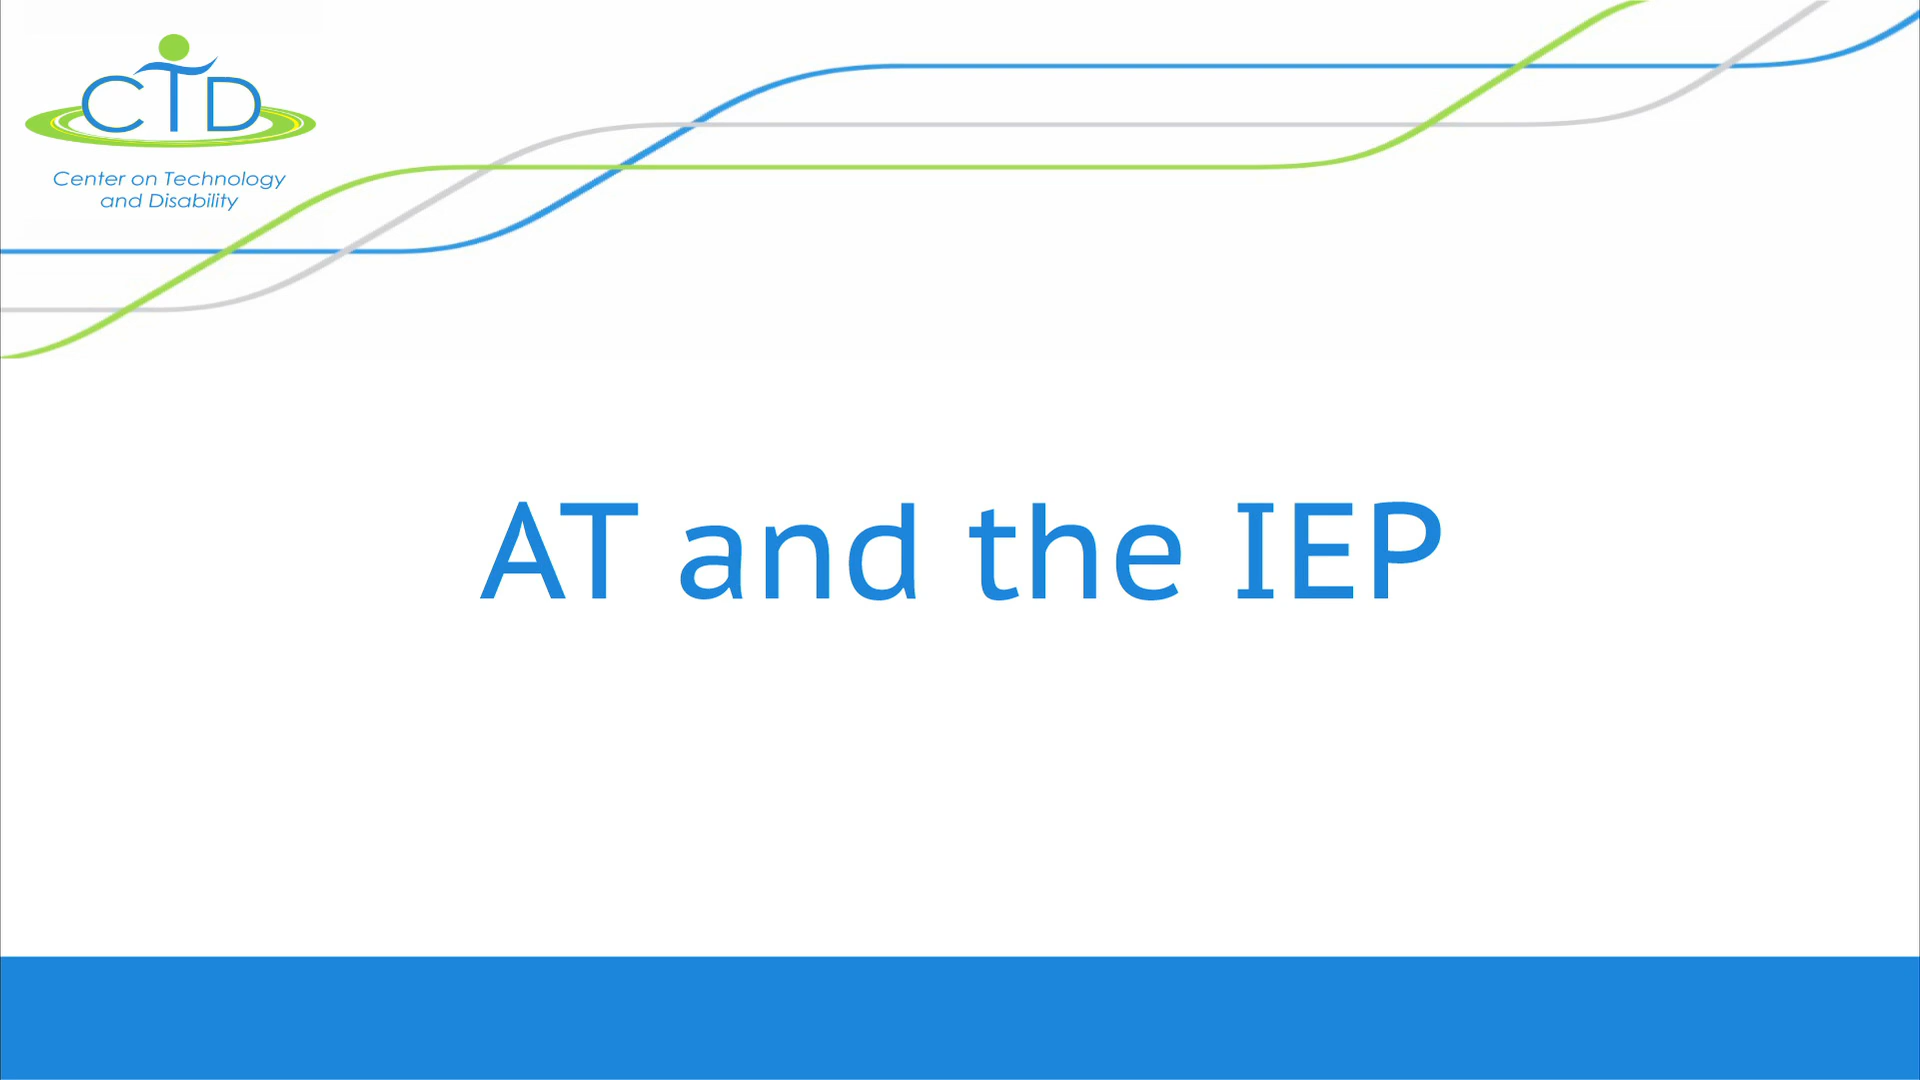 CTD
Center on Technology
and Disability
AT and the IEP